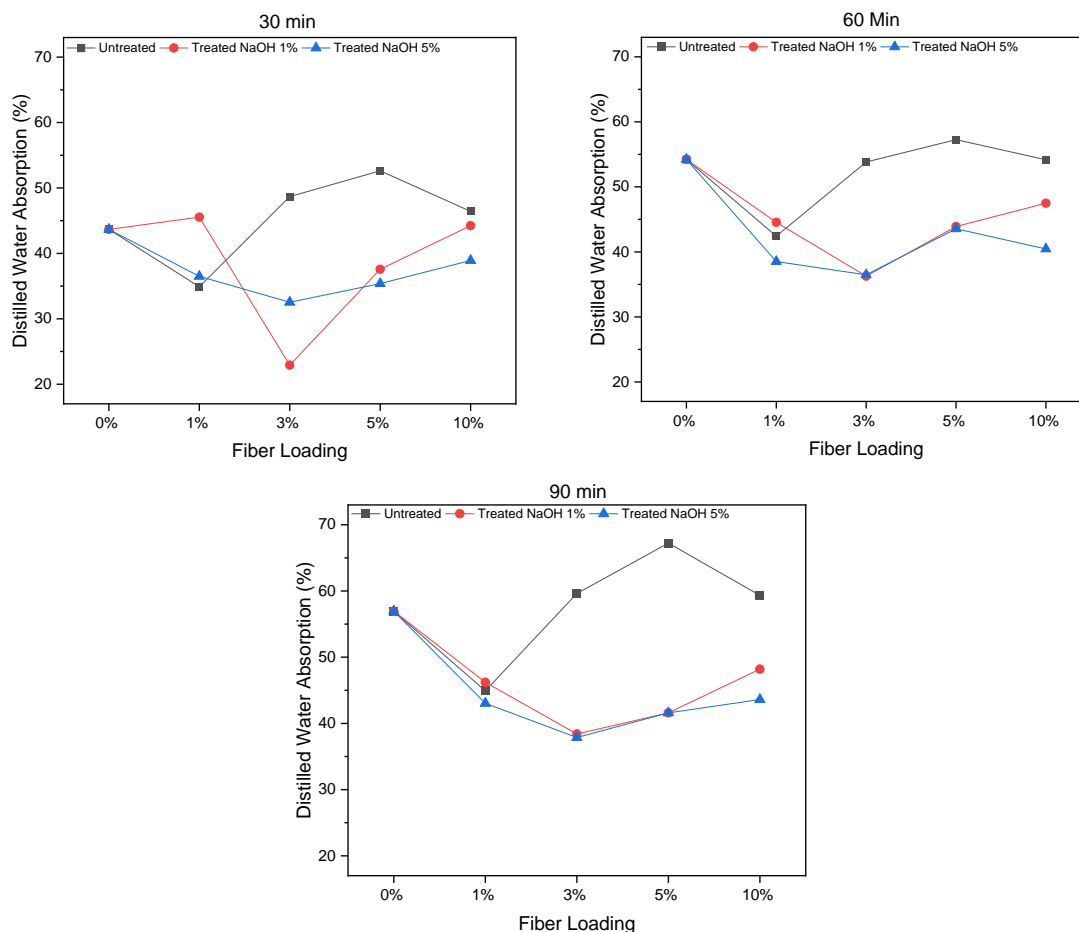 30 min
Untreated Treated NaOH 1% Treated NaOH 5%
70
60
50
40
30
20
Distilled Water Absorption (%)
0% 1% 3% 5% 10%
Fiber Loading
60 Min
Untreated Treated NaOH 1% Treated NaOH 5%
70
60
50
40
30
20
Distilled Water Absorption (%)
0% 1% 3% 5% 10%
Fiber Loading
90 min
Untreated Treated NaOH 1% Treated NaOH 5%
70
60
50
40
30
20
Distilled Water Absorption (%)
0% 1% 3% 5% 10%
Fiber Loading